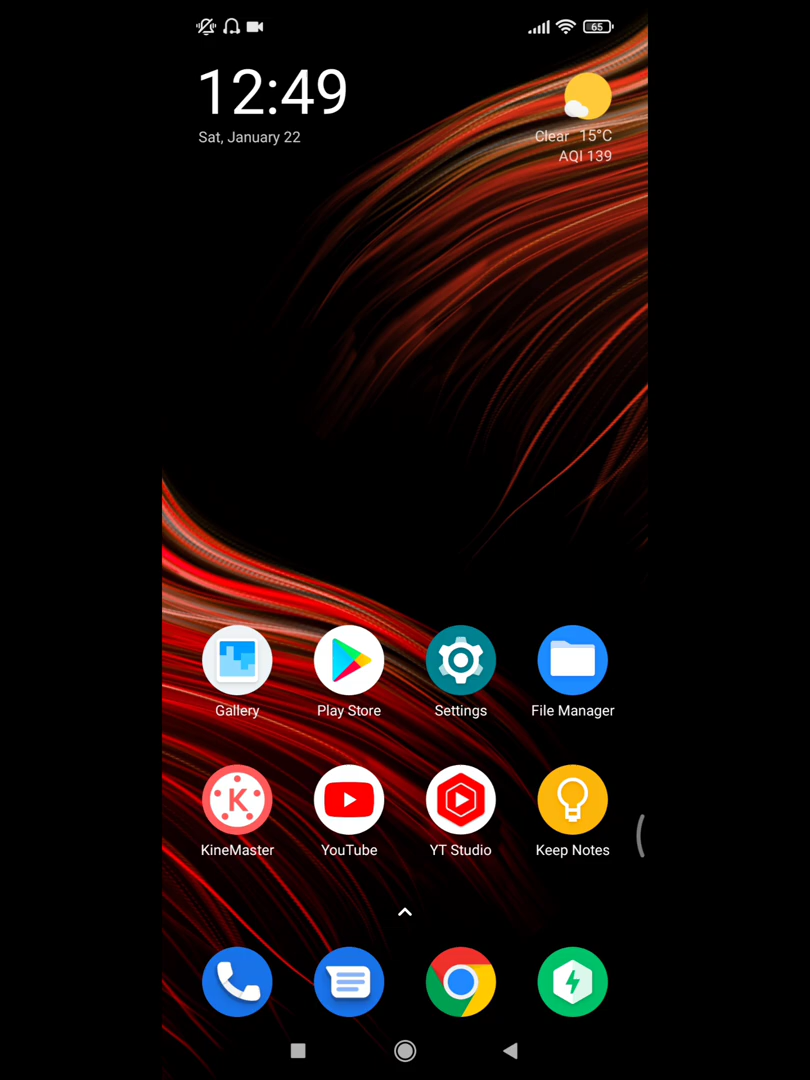 65
12:49
Sat, January 22
Clear 15°C
AQI 139
Gallery
Play Store
Settings
File Manager
K
KineMaster
YouTube
YT Studio
Keep Notes